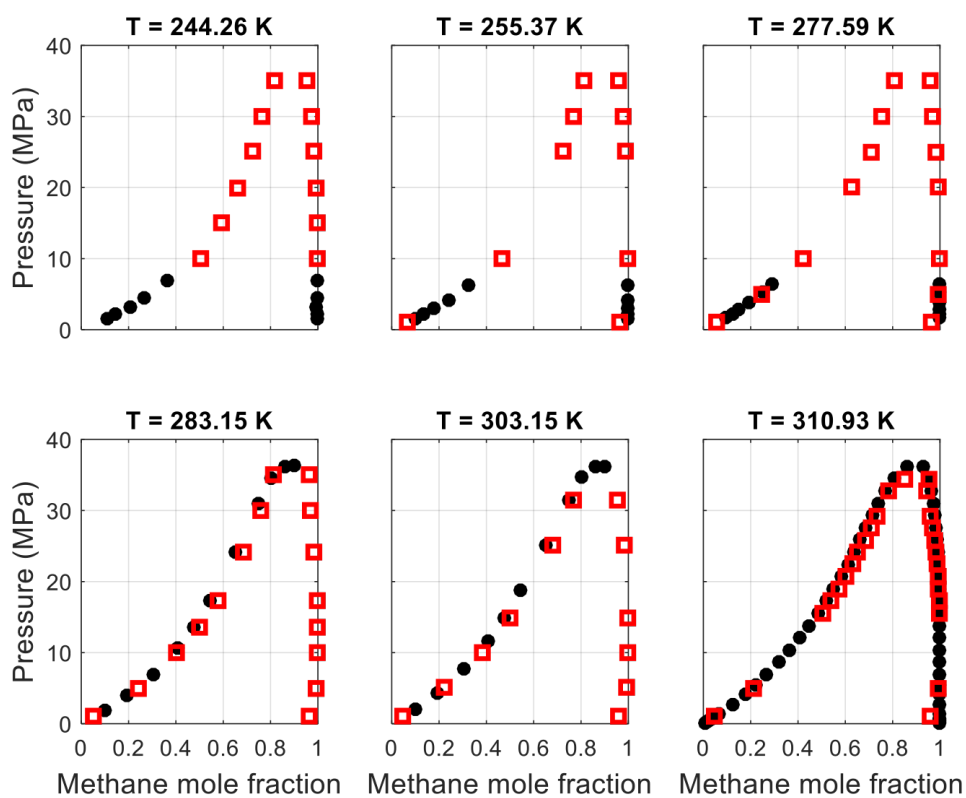 T = 244.26 K
T = 255.37 K
T = 277.59 K
Pressure (MPa)
40
30
20
10
0
T = 283.15 K
T = 303.15 K
T = 310.93 K
Pressure (MPa)
40
30
20
10
0
0 0.2 0.4 0.6 0.8 1
0 0.2 0.4 0.6 0.8 1
0 0.2 0.4 0.6 0.8 1
Methane mole fraction
Methane mole fraction
Methane mole fraction